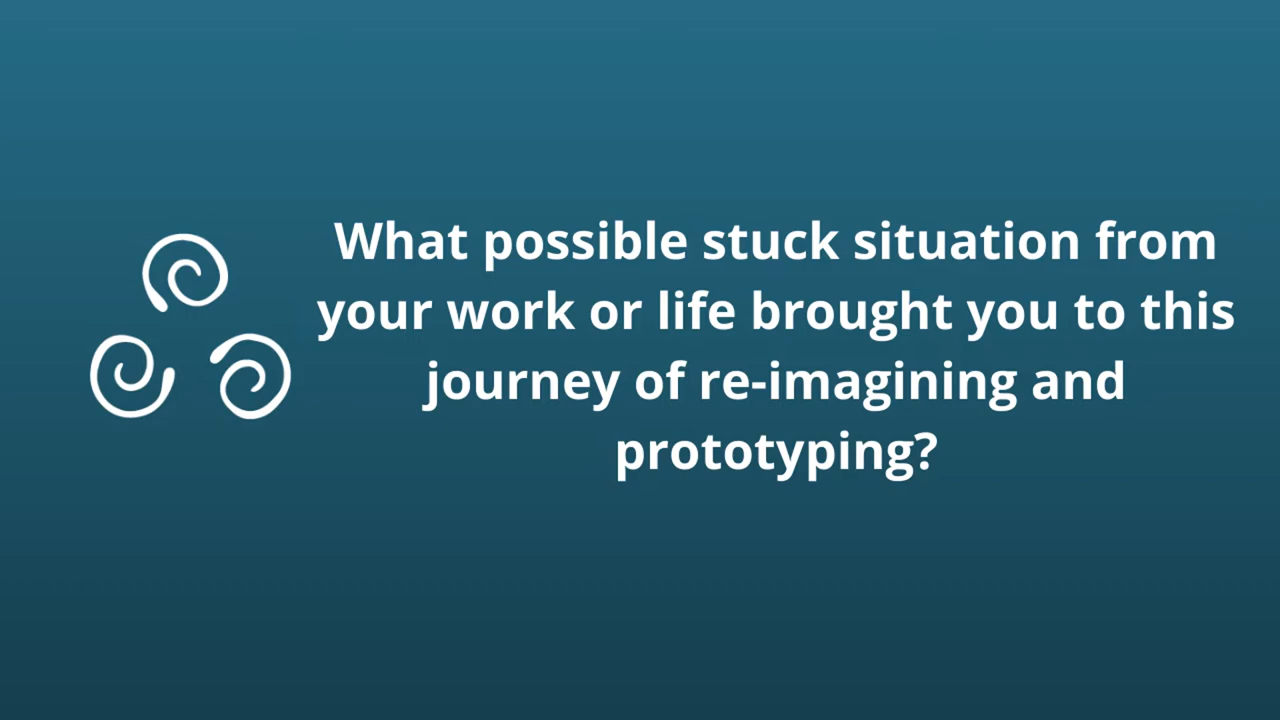 What possible stuck situation from
your work or life brought you to this
journey of re-imagining and
prototyping?